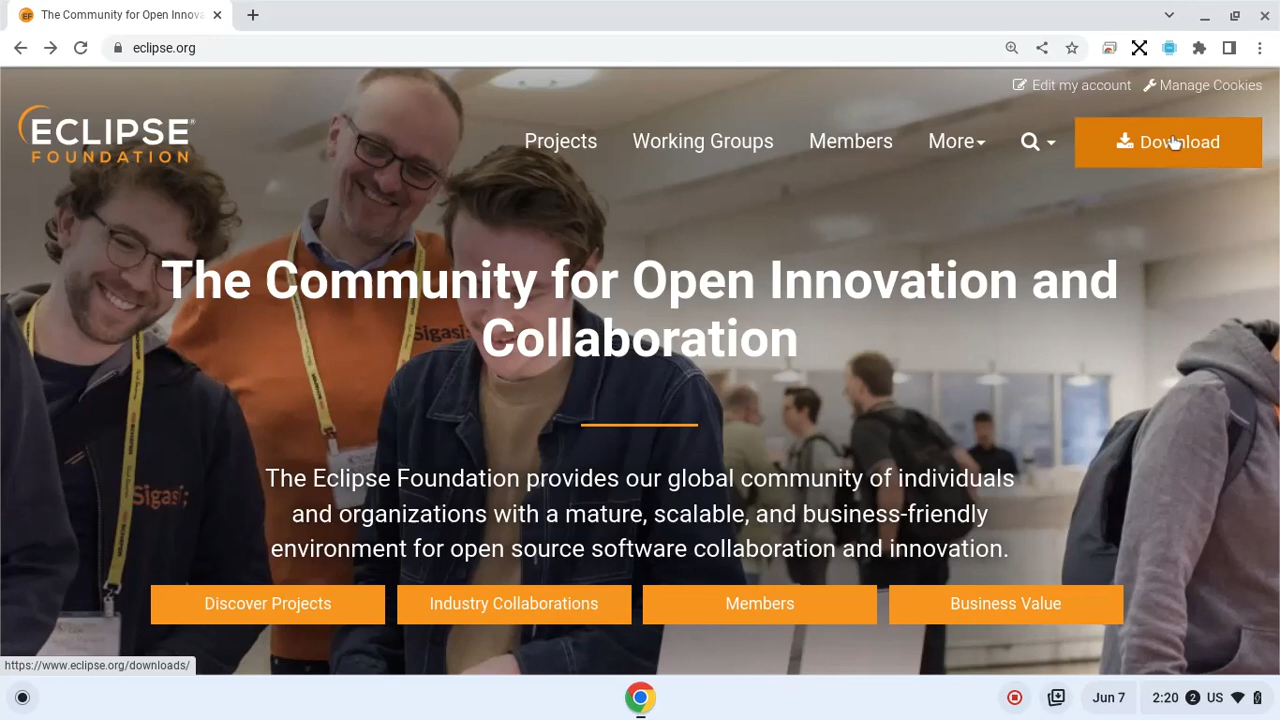 The Community for Open Innova
eclipse.org
Edit my account
Manage Cookies
ECLIPSE®
FOUNDATION
Projects
Working Groups
Members
More
Download
The Community for Open Innovation and
Collaboration
Sigasi
Sigasi
The Eclipse Foundation provides our global community of individuals
and organizations with a mature, scalable, and business-friendly
environment for open source software collaboration and innovation.
Discover Projects
Industry Collaborations
Members
Business Value
https://www.eclipse.org/downloads/
Jun 7
2:20
2
US